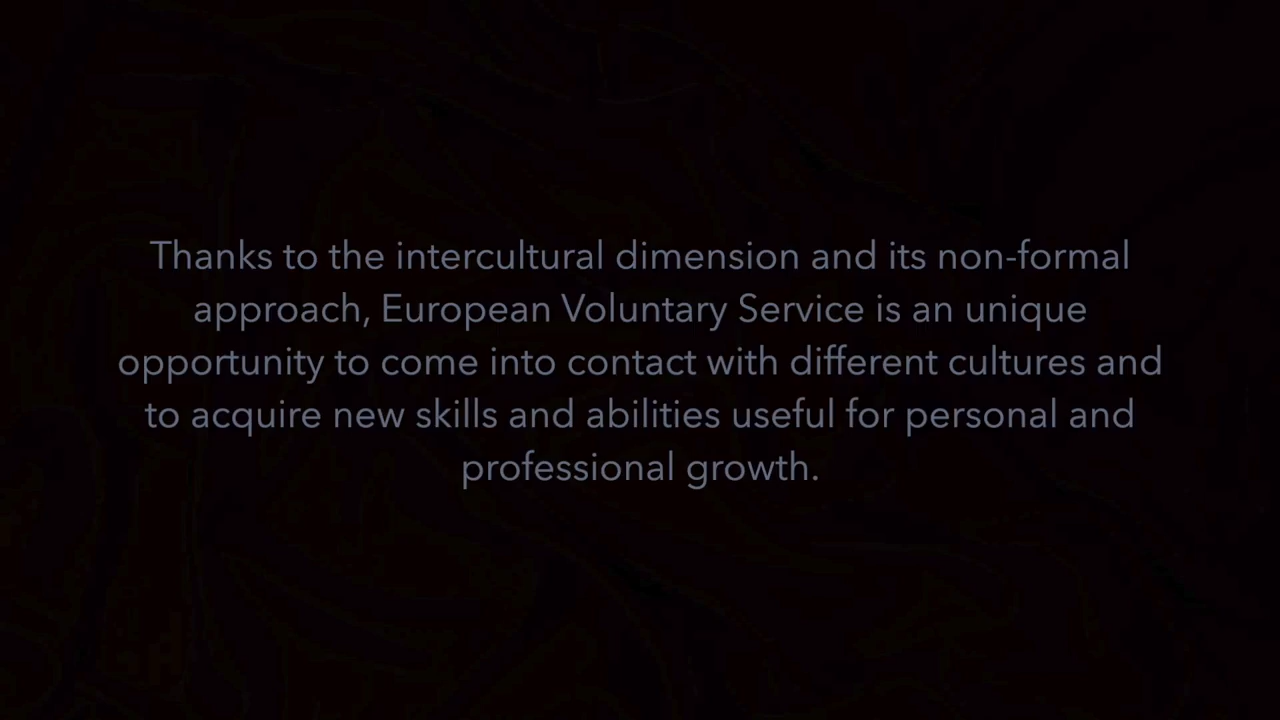 Thanks to the intercultural dimension and its non-formal
approach, European Voluntary Service is an unique
opportunity to come into contact with different cultures and
to acquire new skills and abilities useful for personal and
professional growth.